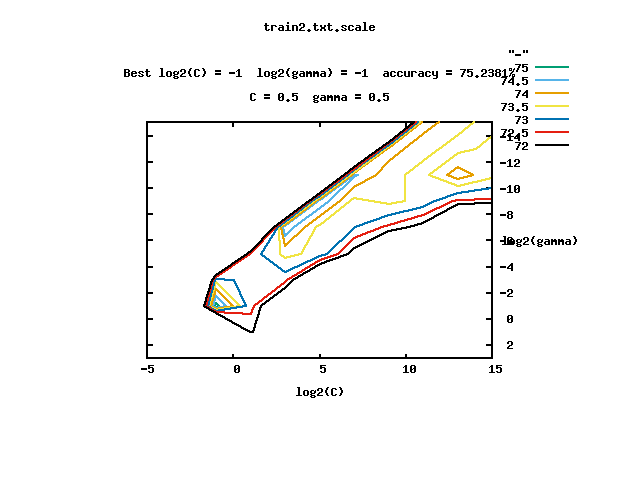 train2.txt.scale
"-"
Best log2(C) = -1 log2(gamma) = -1 accuracy = 75.2381%
75
74.5
C = 0.5 gamma = 0.5
74
73.5
73
72.5
72
-14
-12
-10
-8
-6
log2(gamma)
-4
-2
0
2
-5 0 5 10 15
log2(C)